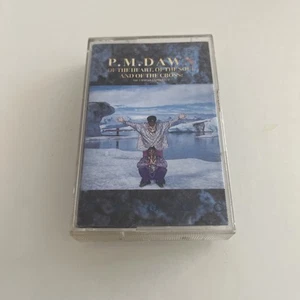 P.M.DAWN
OF THE HEART, OF THE SOUL
AND OF THE CROSS: